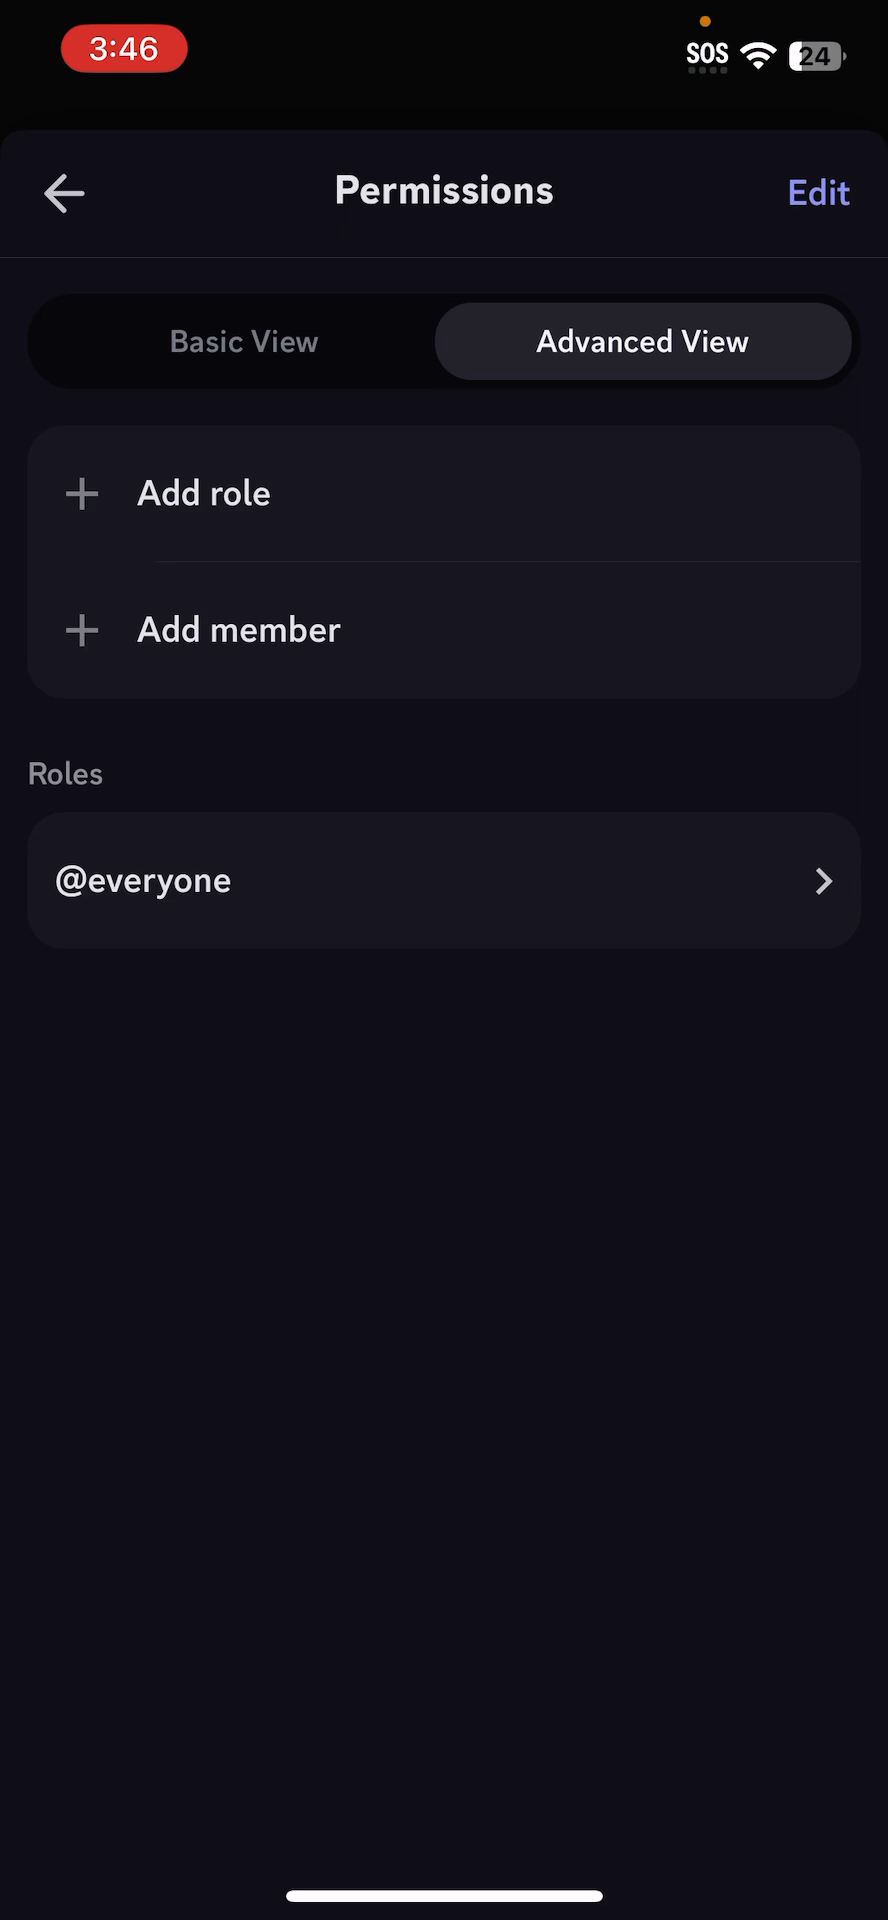 3:46
SOS
24
Permissions
Edit
Basic View
Advanced View
Add role
Add member
Roles
@everyone